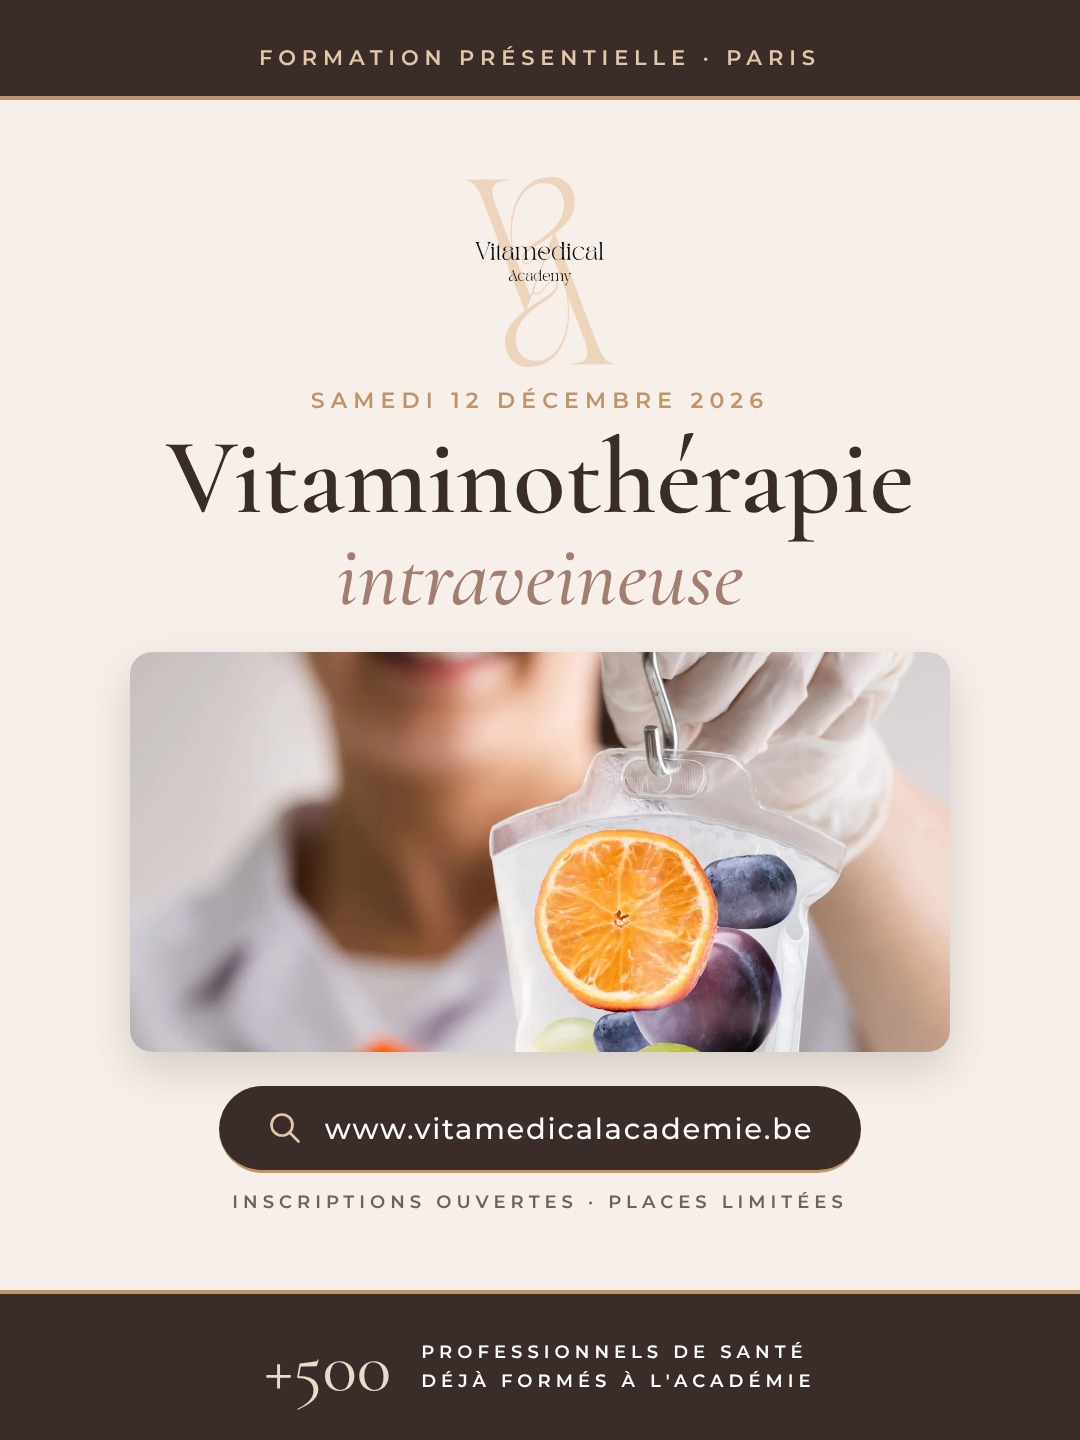 FORMATION PRÉSENTIELLE · PARIS
Vitamedical
Academy
SAMEDI 12 DÉCEMBRE 2026
Vitaminothérapie
intraveineuse
www.vitamedicalacademie.be
INSCRIPTIONS OUVERTES · PLACES LIMITÉES
+500
PROFESSIONNELS DE SANTÉ
DÉJÀ FORMÉS À L'ACADÉMIE